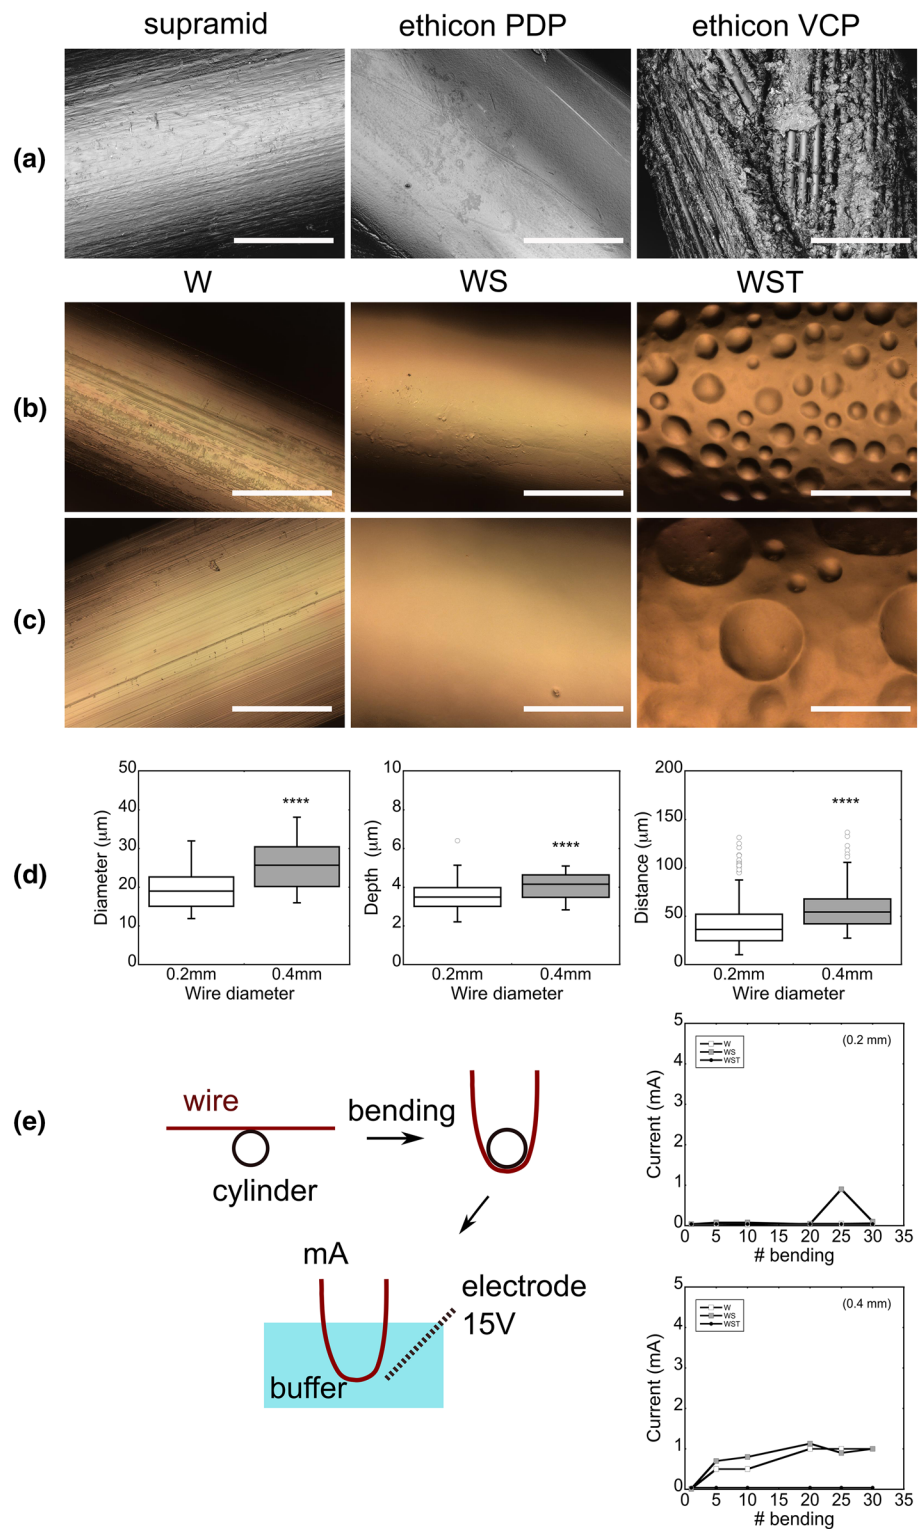 supramid ethicon PDP ethicon VCP
(a)
W WS WST
(b)
(c)
(d)
50
40
30
20
10
0
Diameter (μm)
****
0.2mm 0.4mm
Wire diameter
10
8
6
4
2
0
Depth (μm)
****
0.2mm 0.4mm
Wire diameter
200
150
100
50
0
Distance (μm)
****
0.2mm 0.4mm
Wire diameter
(e)
wire
cylinder
bending
mA
electrode
15V
buffer
5
4
3
2
1
0
Current (mA)
W
WS
WST
(0.2 mm)
0 5 10 15 20 25 30 35
# bending
5
4
3
2
1
0
Current (mA)
W
WS
WST
(0.4 mm)
0 5 10 15 20 25 30 35
# bending